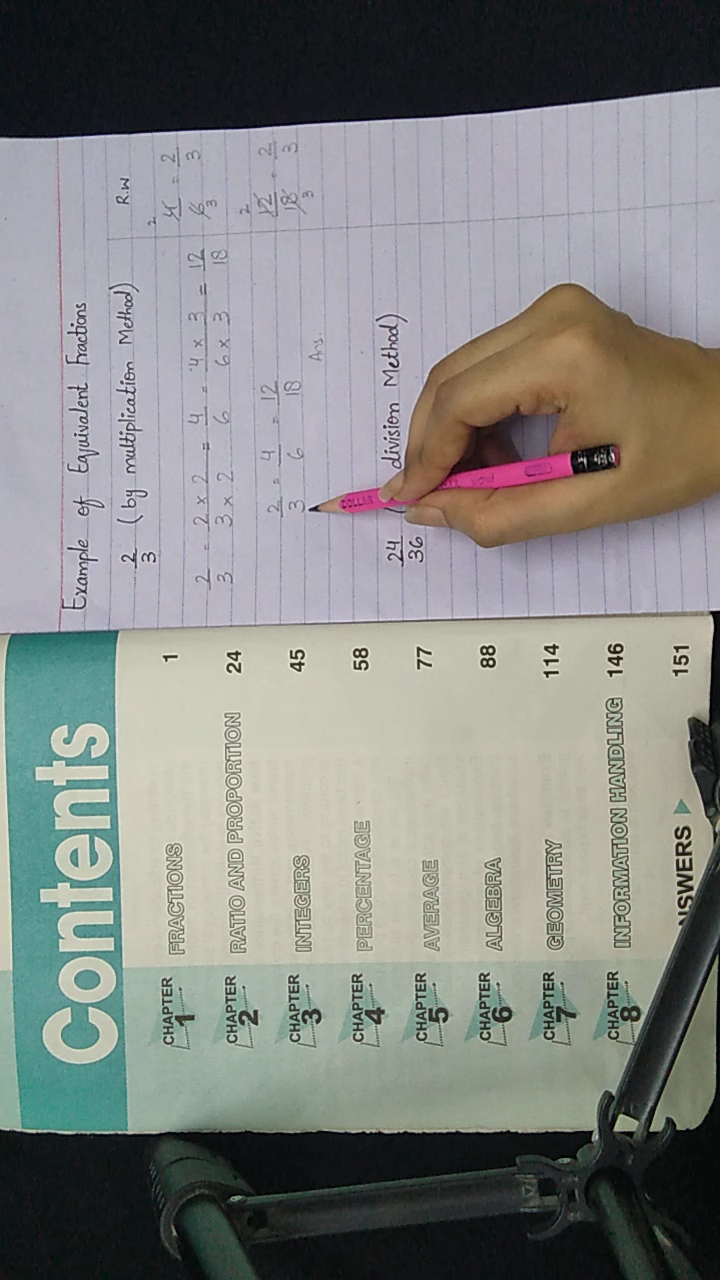 Contents
CHAPTER 1 FRACTIONS 1
CHAPTER 2 RATIO AND PROPORTION 24
CHAPTER 3 INTEGERS 45
CHAPTER 4 PERCENTAGE 58
CHAPTER 5 AVERAGE 77
CHAPTER 6 ALGEBRA 88
CHAPTER 7 GEOMETRY 114
CHAPTER 8 INFORMATION HANDLING 146
NSWERS 151
Example of Equivalent Fractions
2/3 (by multiplication Method)
2/3 = 2 x 2/3 x 2 = 4/6 = 4 x 3/6 x 3 = 12/18
2/3 = 4/6 = 12/18
Ans.
24/36 division Method)
R.W
2
4/6 = 2/3
3
2
12/18 = 2/3
3